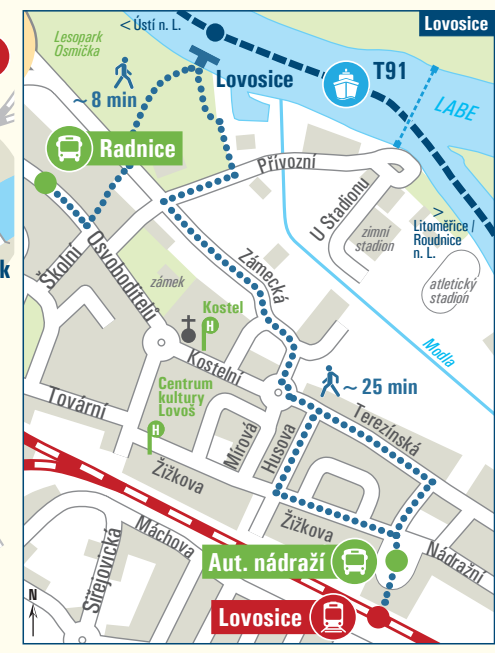 Lovosice
< Ústí n. L.
Lesopark
Osmička
T91
Lovosice
~ 8 min
LABE
Radnice
Přívozní
U Stadionu
zimní
stadion
>
Litoměřice /
Roudnice
n. L.
Školní
Osvoboditelů
Zámecká
k
zámek
atletický
stadion
Kostel
H
Modla
Kostelní
Centrum
kultury
Lovoš
~ 25 min
Tovární
H
Mírová
Husova
Terezínská
Žižkova
Žižkova
Nádražní
Máchova
Aut. nádraží
Siřejovická
N
Lovosice